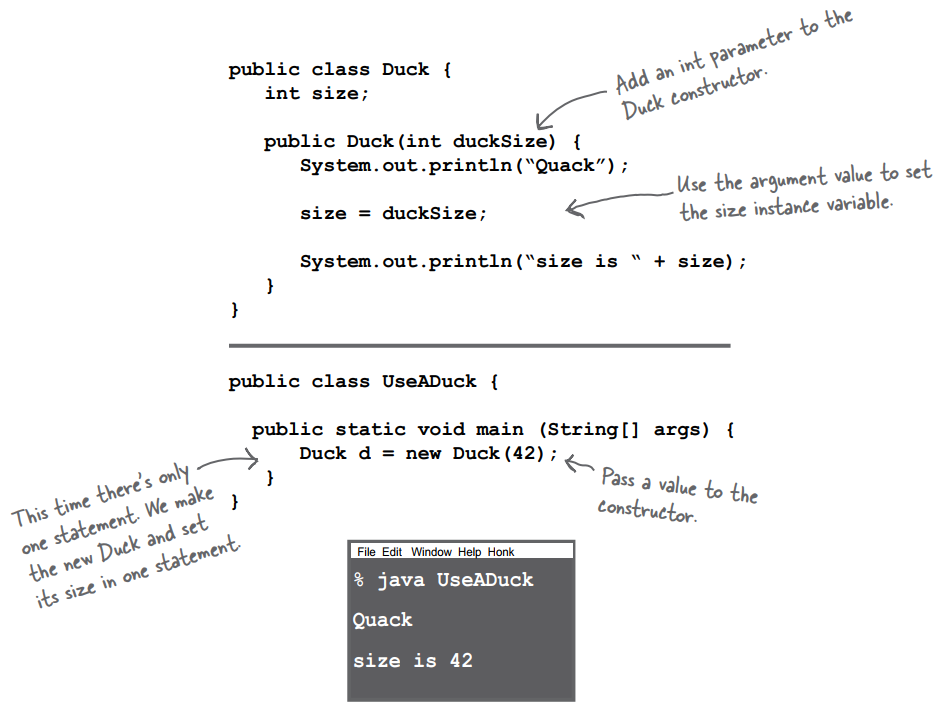 public class Duck {
int size;
Add an int parameter to the
Duck constructor.
public Duck(int duckSize) {
System.out.println(“Quack”);
Use the argument value to set
the size instance variable.
size = duckSize;
System.out.println(“size is “ + size);
}
}
public class UseADuck {
public static void main (String[] args) {
Duck d = new Duck(42);
}
}
This time there's only
one statement. We make
the new Duck and set
its size in one statement.
Pass a value to the
constructor.
File Edit Window Help Honk
% java UseADuck
Quack
size is 42